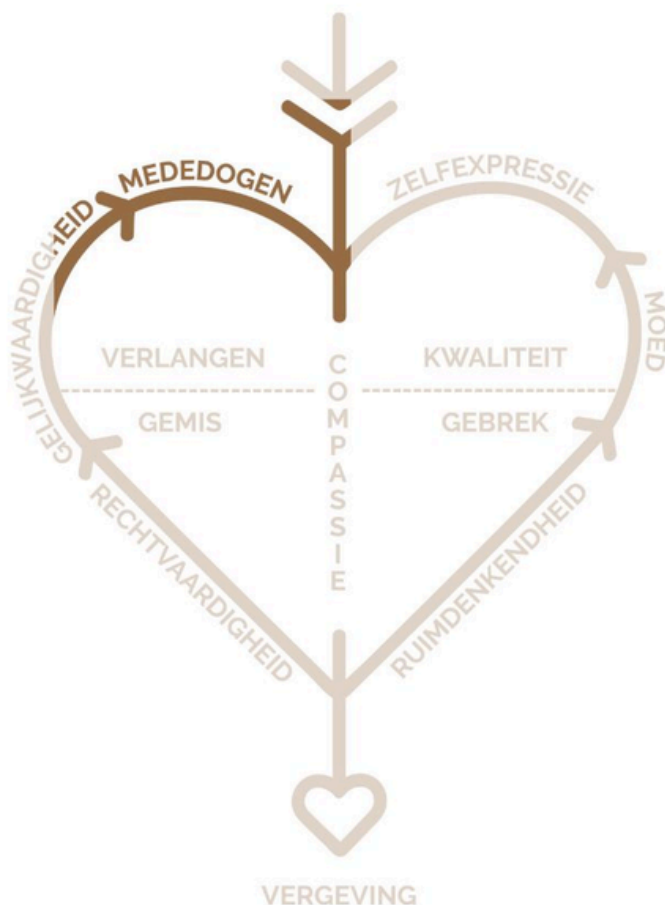 MEDEDOGEN
ZELFEXPRESSIE
GELIJKWAARDIGHEID
MOED
VERLANGEN
KWALITEIT
GEMIS
GEBREK
COMPASSIE
RECHTVAARDIGHEID
RUIMDENKENDHEID
VERGEVING